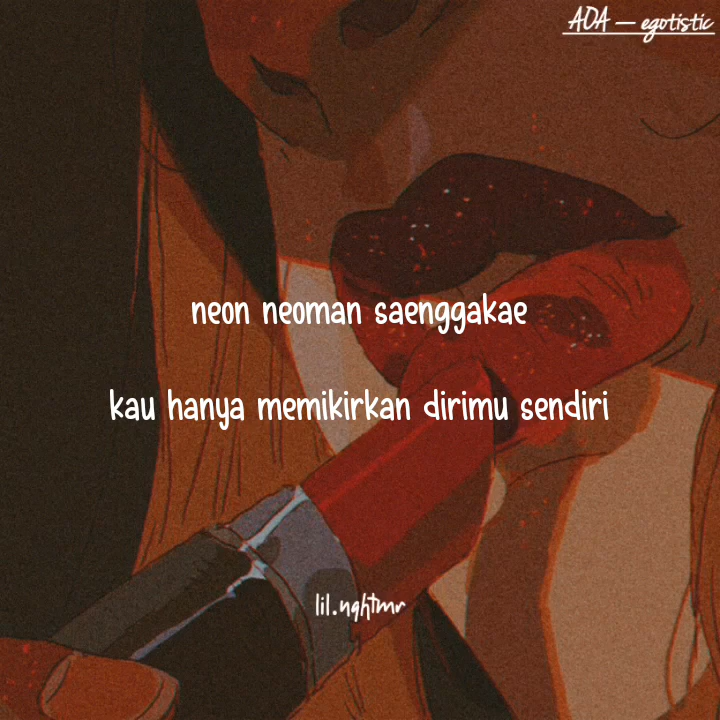 ADA — egotistic
neon neoman saenggakae
kau hanya memikirkan dirimu sendiri
lil.nghtmr